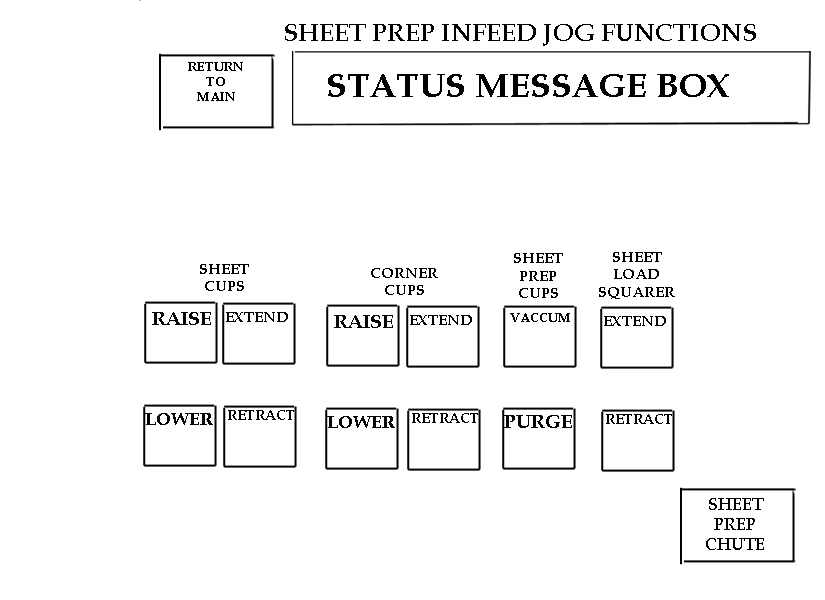 SHEET PREP INFEED JOG FUNCTIONS
RETURN
TO
MAIN
STATUS MESSAGE BOX
SHEET
CUPS
CORNER
CUPS
SHEET
PREP
CUPS
SHEET
LOAD
SQUARER
RAISE
EXTEND
RAISE
EXTEND
VACCUM
EXTEND
LOWER
RETRACT
LOWER
RETRACT
PURGE
RETRACT
SHEET
PREP
CHUTE